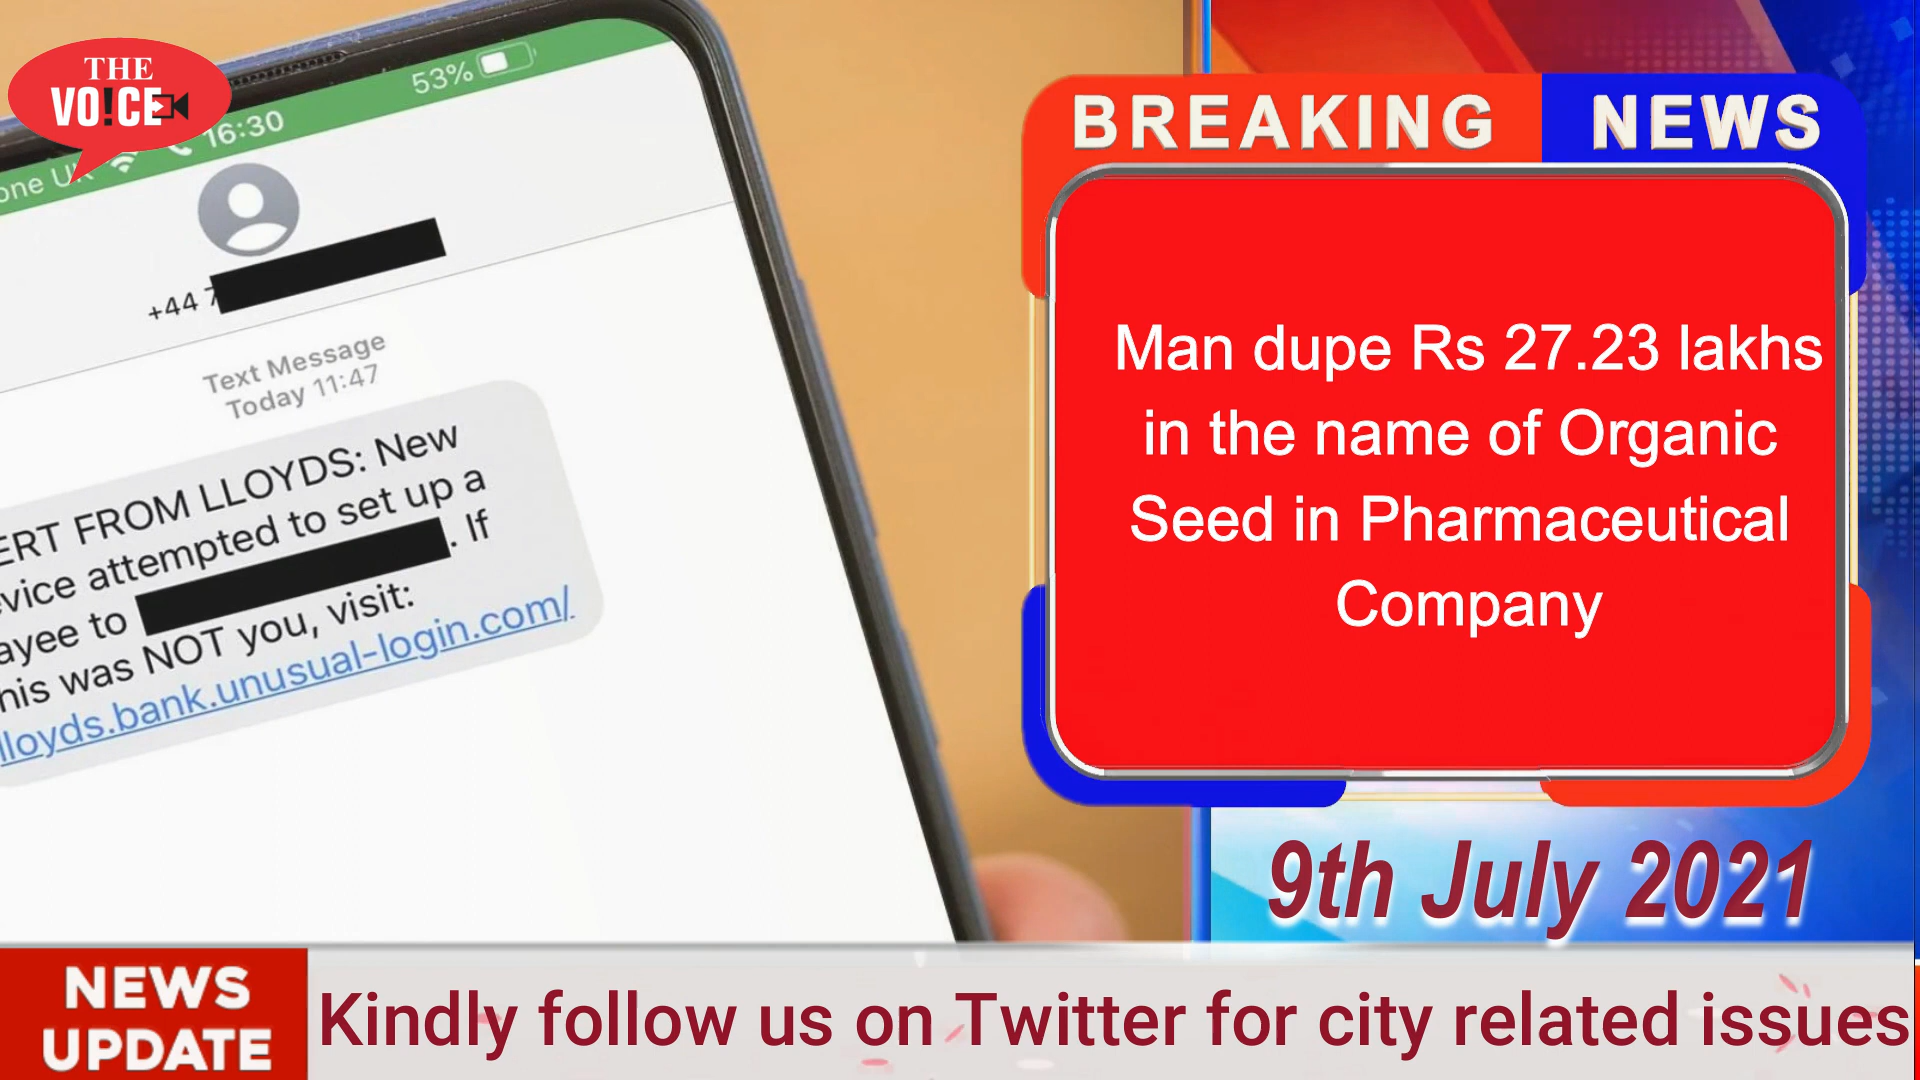 THE
VO!CE
53%
one UK
16:30
+44 7
Text Message
Today 11:47
ERT FROM LLOYDS: New
vice attempted to set up a
ayee to
. If
his was NOT you, visit:
lloyds.bank.unusual-login.com/
BREAKING NEWS
Man dupe Rs 27.23 lakhs
in the name of Organic
Seed in Pharmaceutical
Company
9th July 2021
NEWS
UPDATE
Kindly follow us on Twitter for city related issues